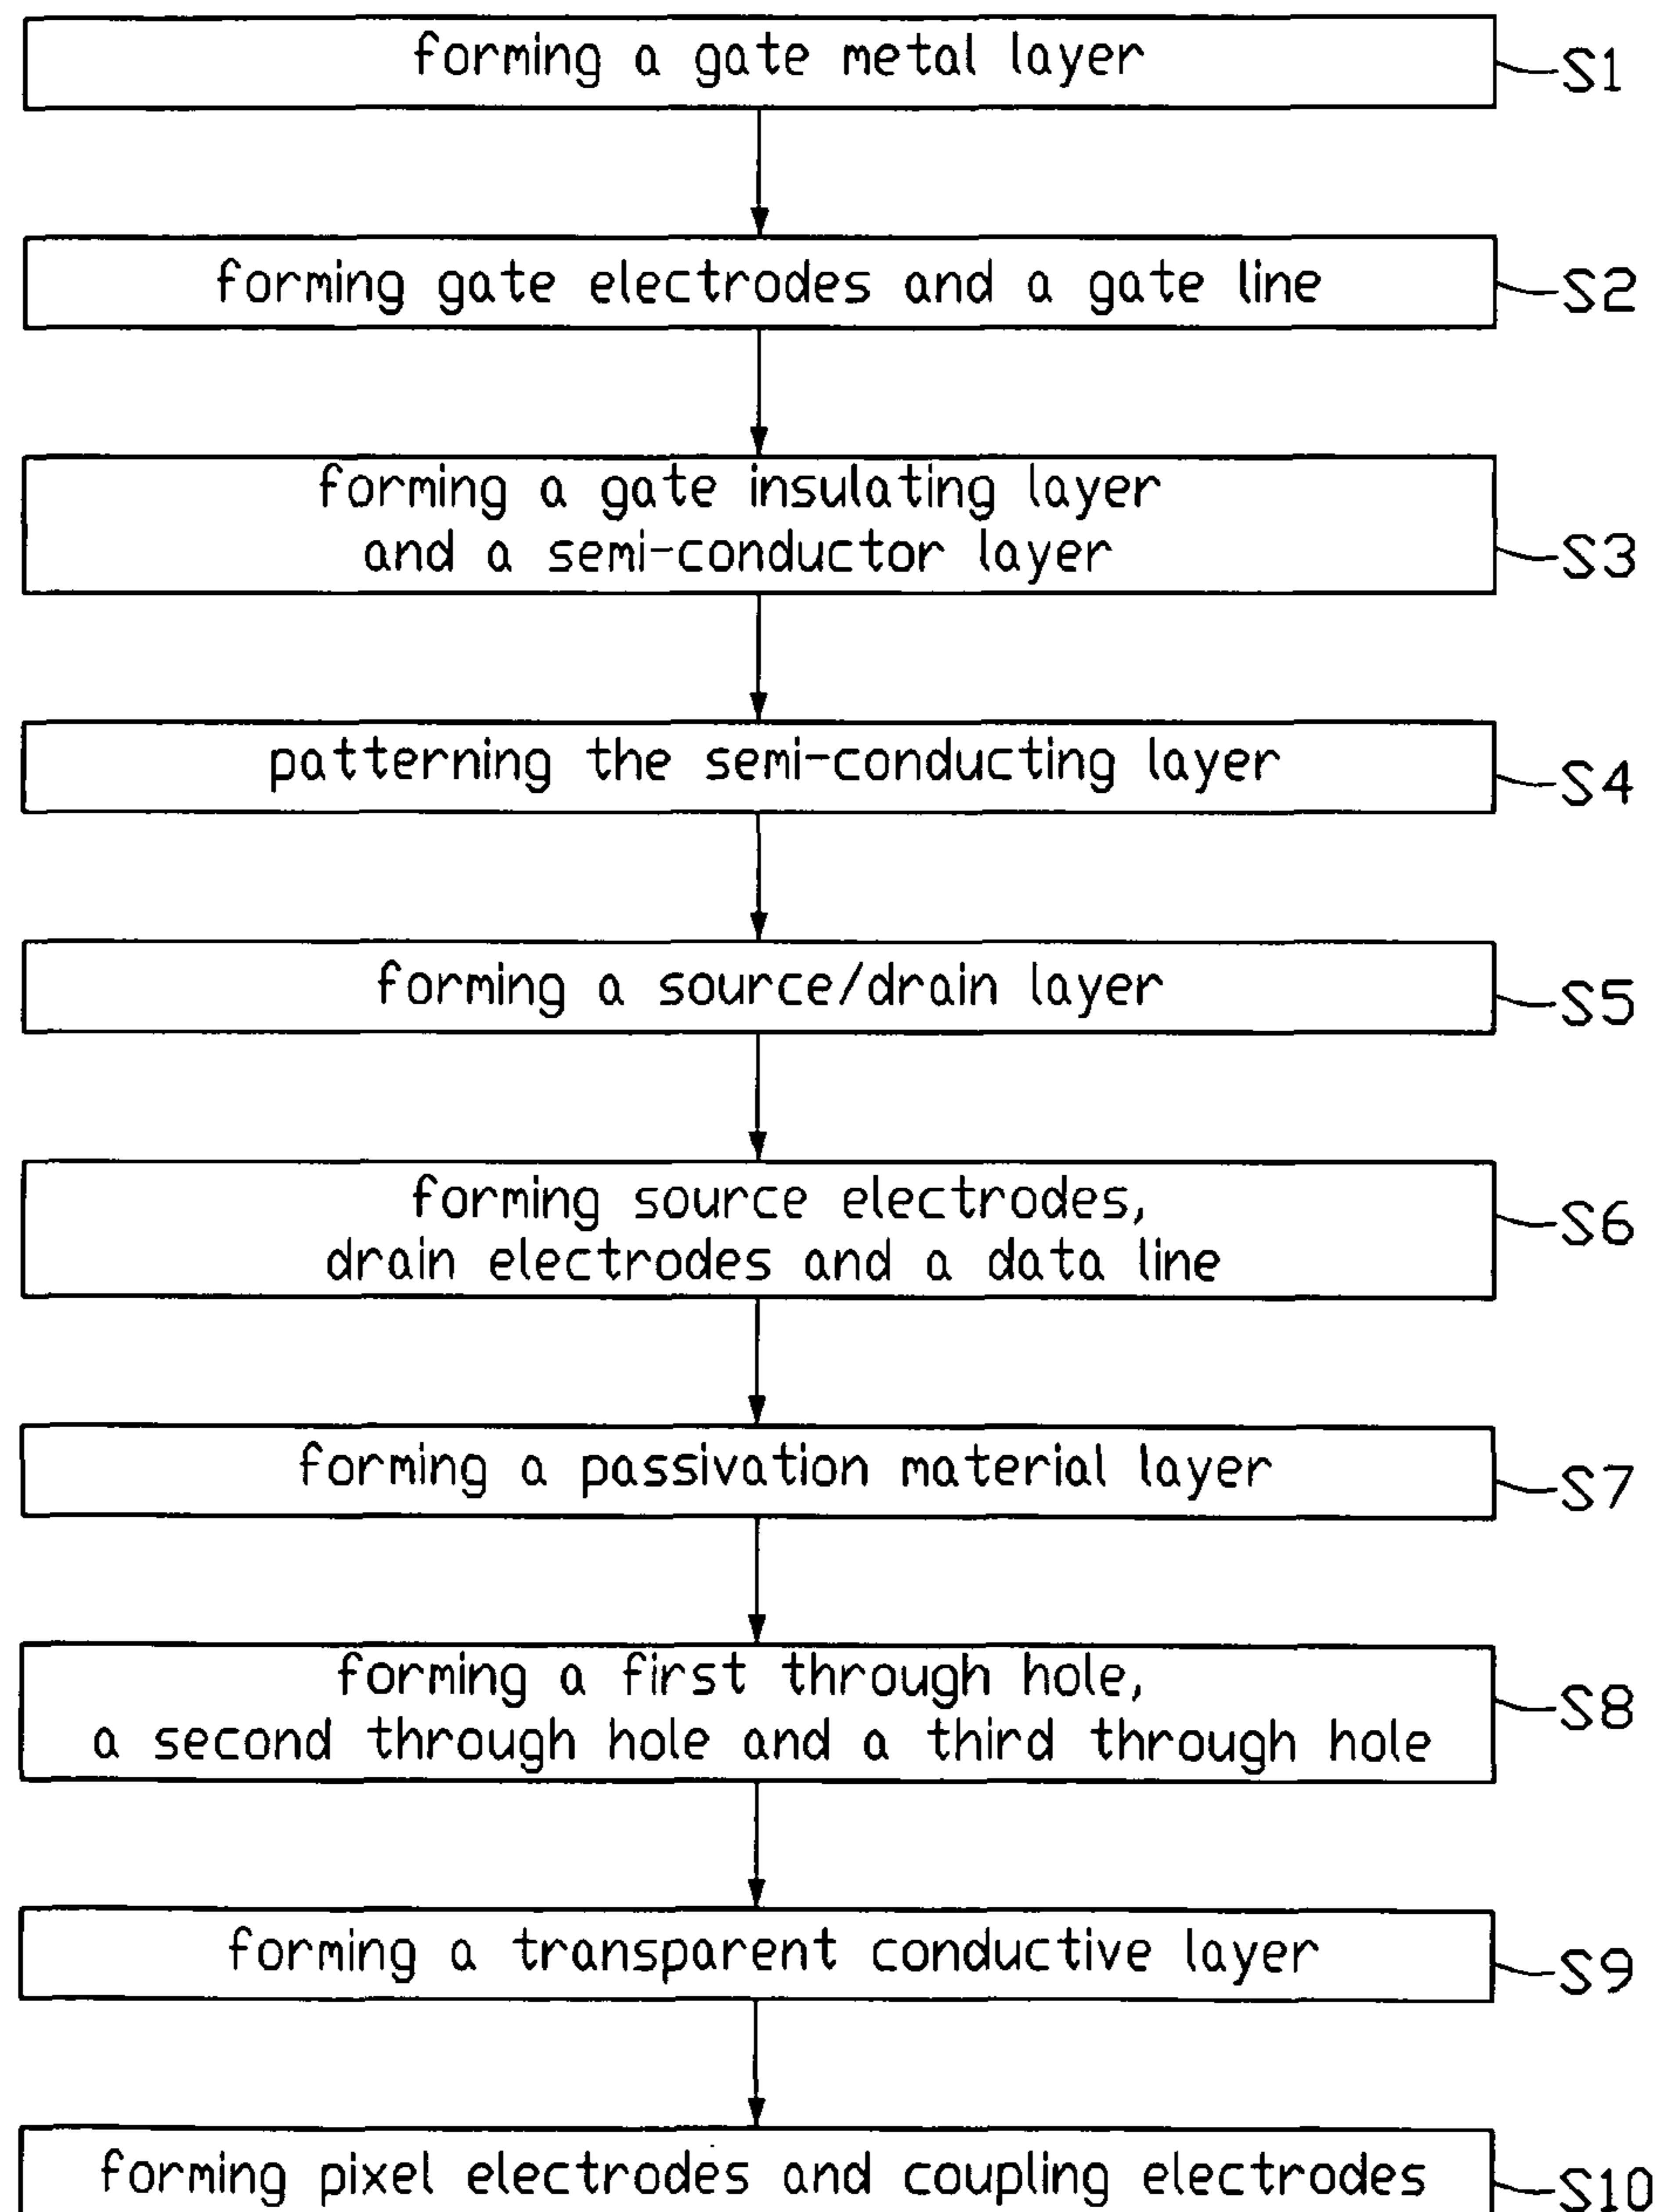 forming a gate metal layer
S1
forming gate electrodes and a gate line
S2
forming a gate insulating layer
and a semi-conductor layer
S3
patterning the semi-conducting layer
S4
forming a source/drain layer
S5
forming source electrodes,
drain electrodes and a data line
S6
forming a passivation material layer
S7
forming a first through hole,
a second through hole and a third through hole
S8
forming a transparent conductive layer
S9
forming pixel electrodes and coupling electrodes
S10